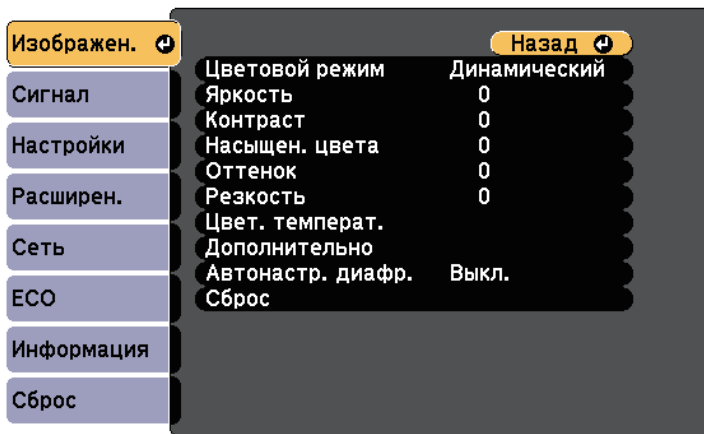 Изображен.
Сигнал
Настройки
Расширен.
Сеть
ECO
Информация
Сброс
Назад
Цветовой режим Динамический
Яркость 0
Контраст 0
Насыщен. цвета 0
Оттенок 0
Резкость 0
Цвет. температ.
Дополнительно
Автонастр. диафр. Выкл.
Сброс